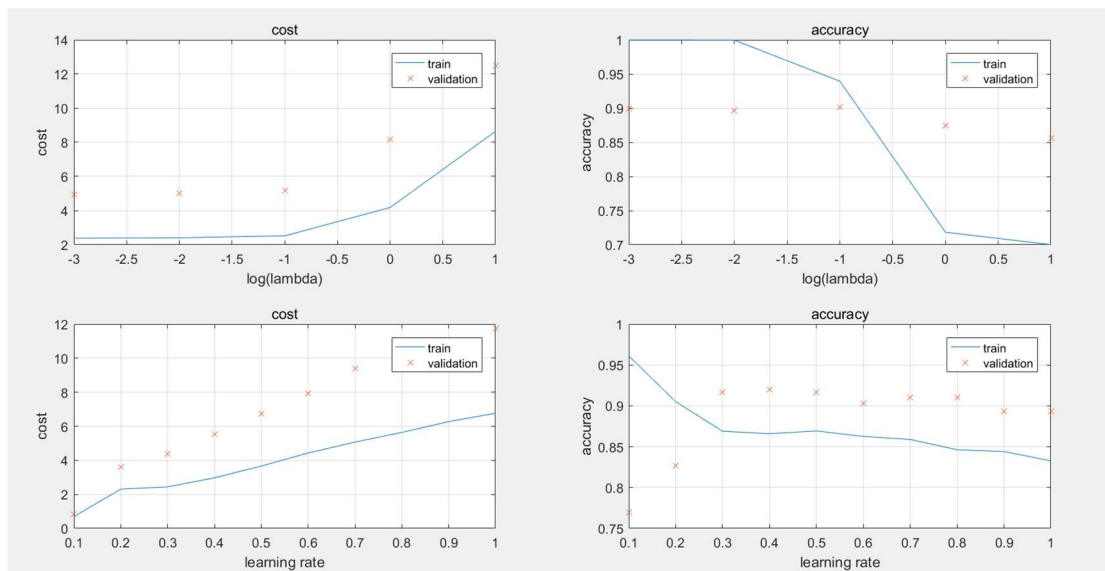 cost
14
12
10
8
6
4
2
cost
-3 -2.5 -2 -1.5 -1 -0.5 0 0.5 1
log(lambda)
train
validation
accuracy
1
0.95
0.9
0.85
0.8
0.75
0.7
accuracy
-3 -2.5 -2 -1.5 -1 -0.5 0 0.5 1
log(lambda)
train
validation
cost
12
10
8
6
4
2
0
cost
0.1 0.2 0.3 0.4 0.5 0.6 0.7 0.8 0.9 1
learning rate
train
validation
accuracy
1
0.95
0.9
0.85
0.8
0.75
accuracy
0.1 0.2 0.3 0.4 0.5 0.6 0.7 0.8 0.9 1
learning rate
train
validation